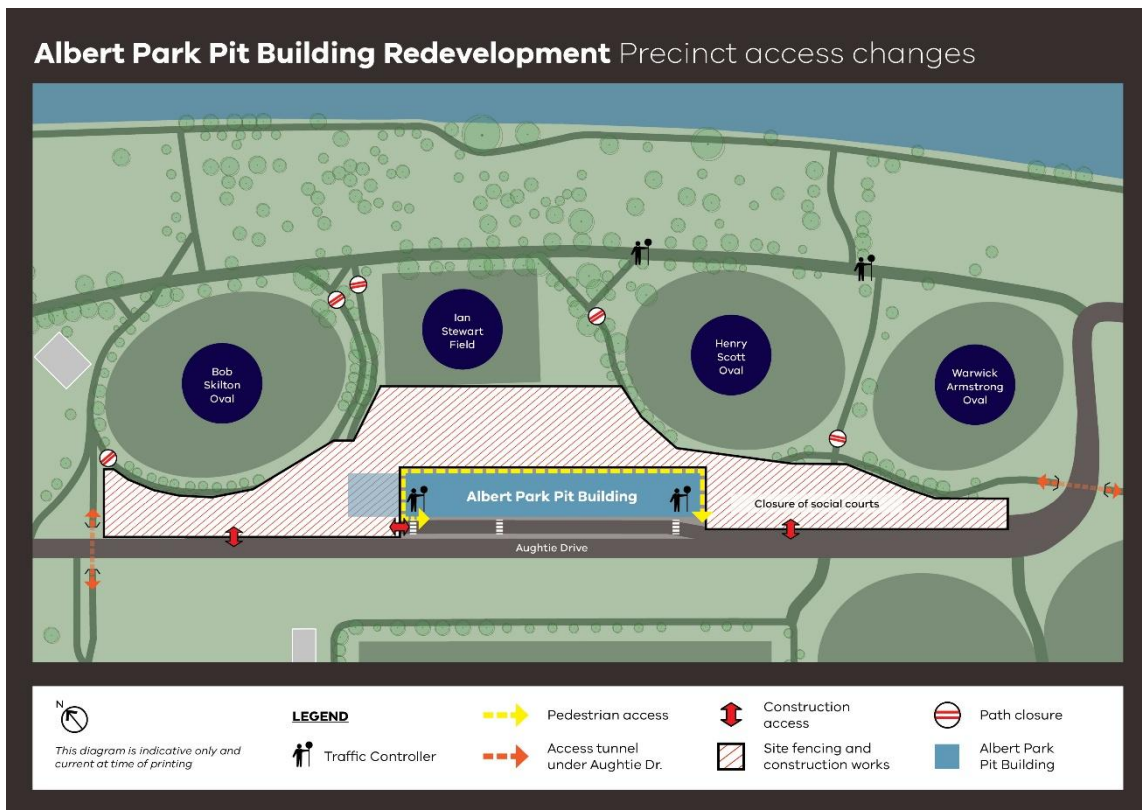 Albert Park Pit Building Redevelopment Precinct access changes
Bob
Skilton
Oval
Ian
Stewart
Field
Henry
Scott
Oval
Warwick
Armstrong
Oval
Albert Park Pit Building
Closure of social courts
Aughtie Drive
N
This diagram is indicative only and
current at time of printing
LEGEND
Traffic Controller
Pedestrian access
Access tunnel
under Aughtie Dr.
Construction
access
Site fencing and
construction works
Path closure
Albert Park
Pit Building